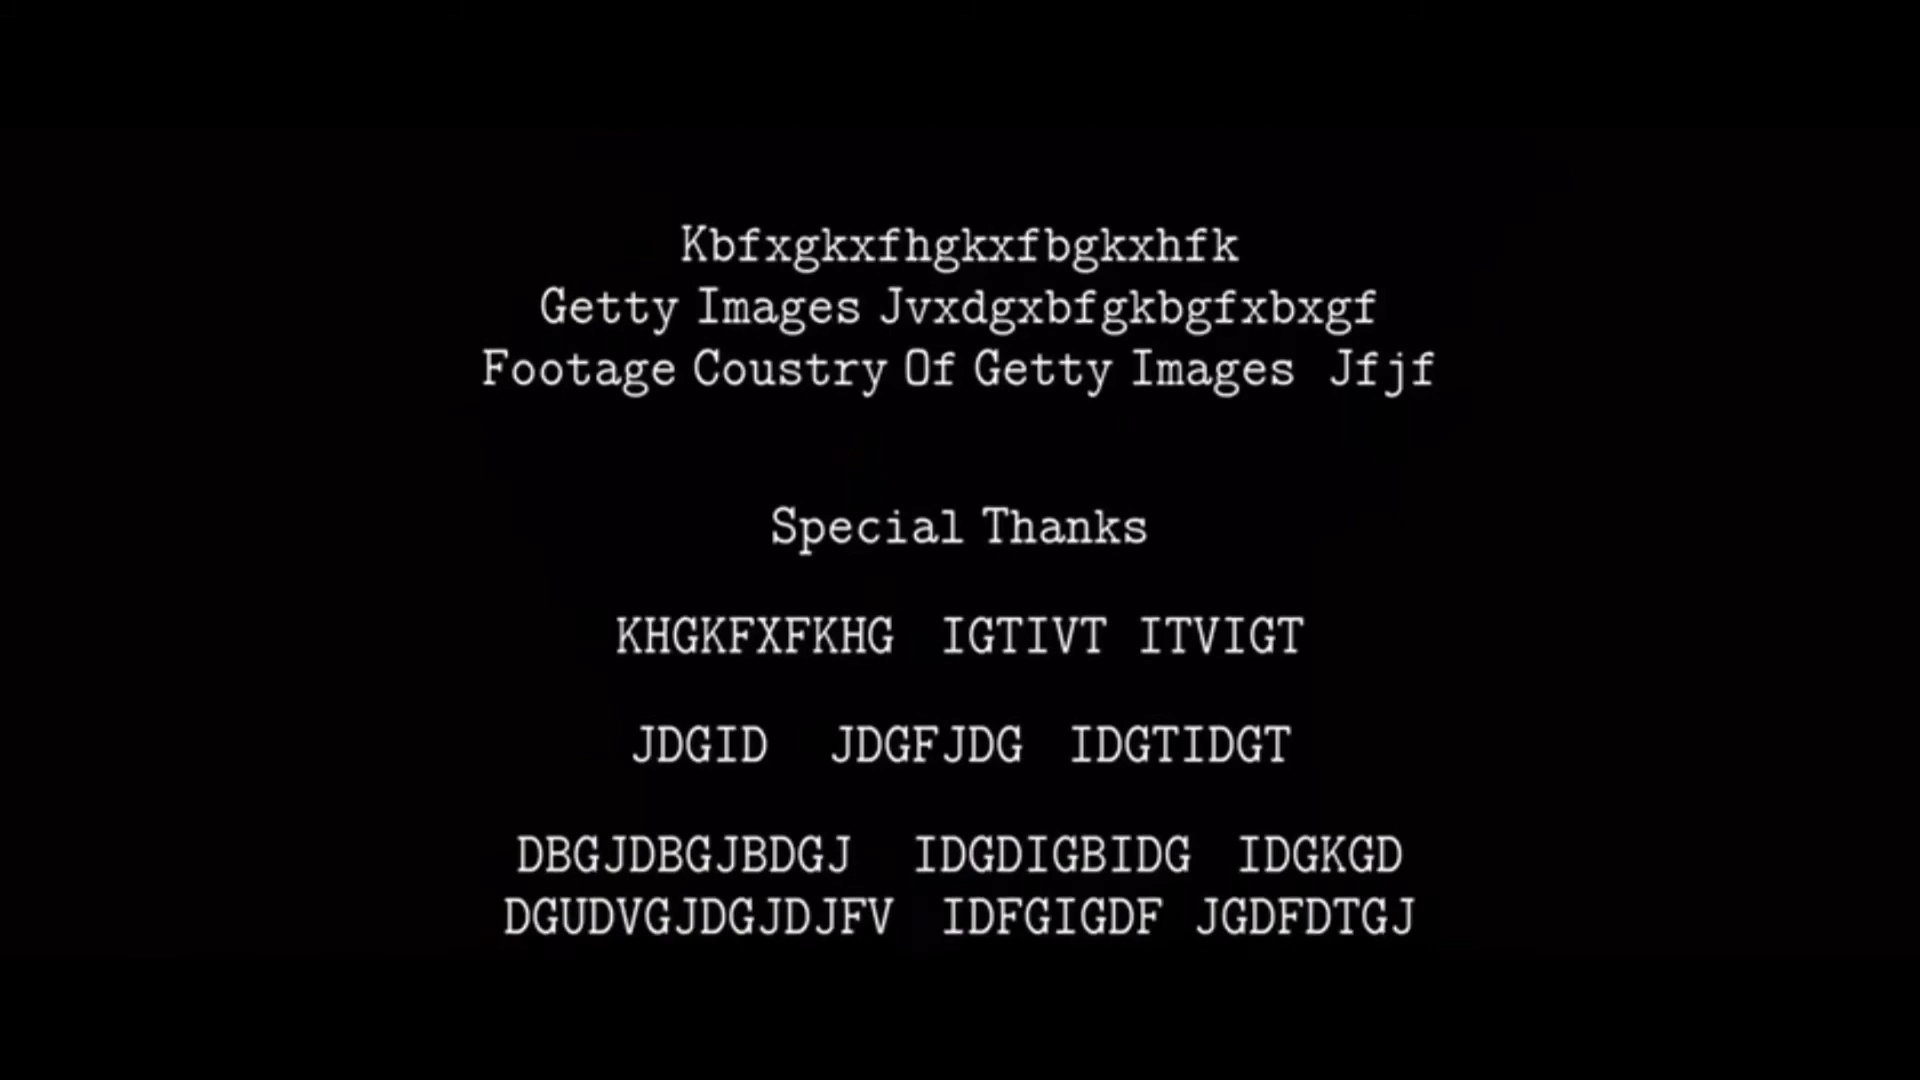 Kbfxgkxfhgkxfbgkxhfk
Getty Images Jvxdgxbfgkbgfxbxgf
Footage Coustry Of Getty Images Jfjf
Special Thanks
KHGKFXFKHG IGTIVT ITVIGT
JDGID JDGFJDG IDGTIDGT
DBGJDBGJBDGJ IDGDIGBIDG IDGKGD
DGUDVGJDGJDJFV IDFGIGDF JGDFDTGJ